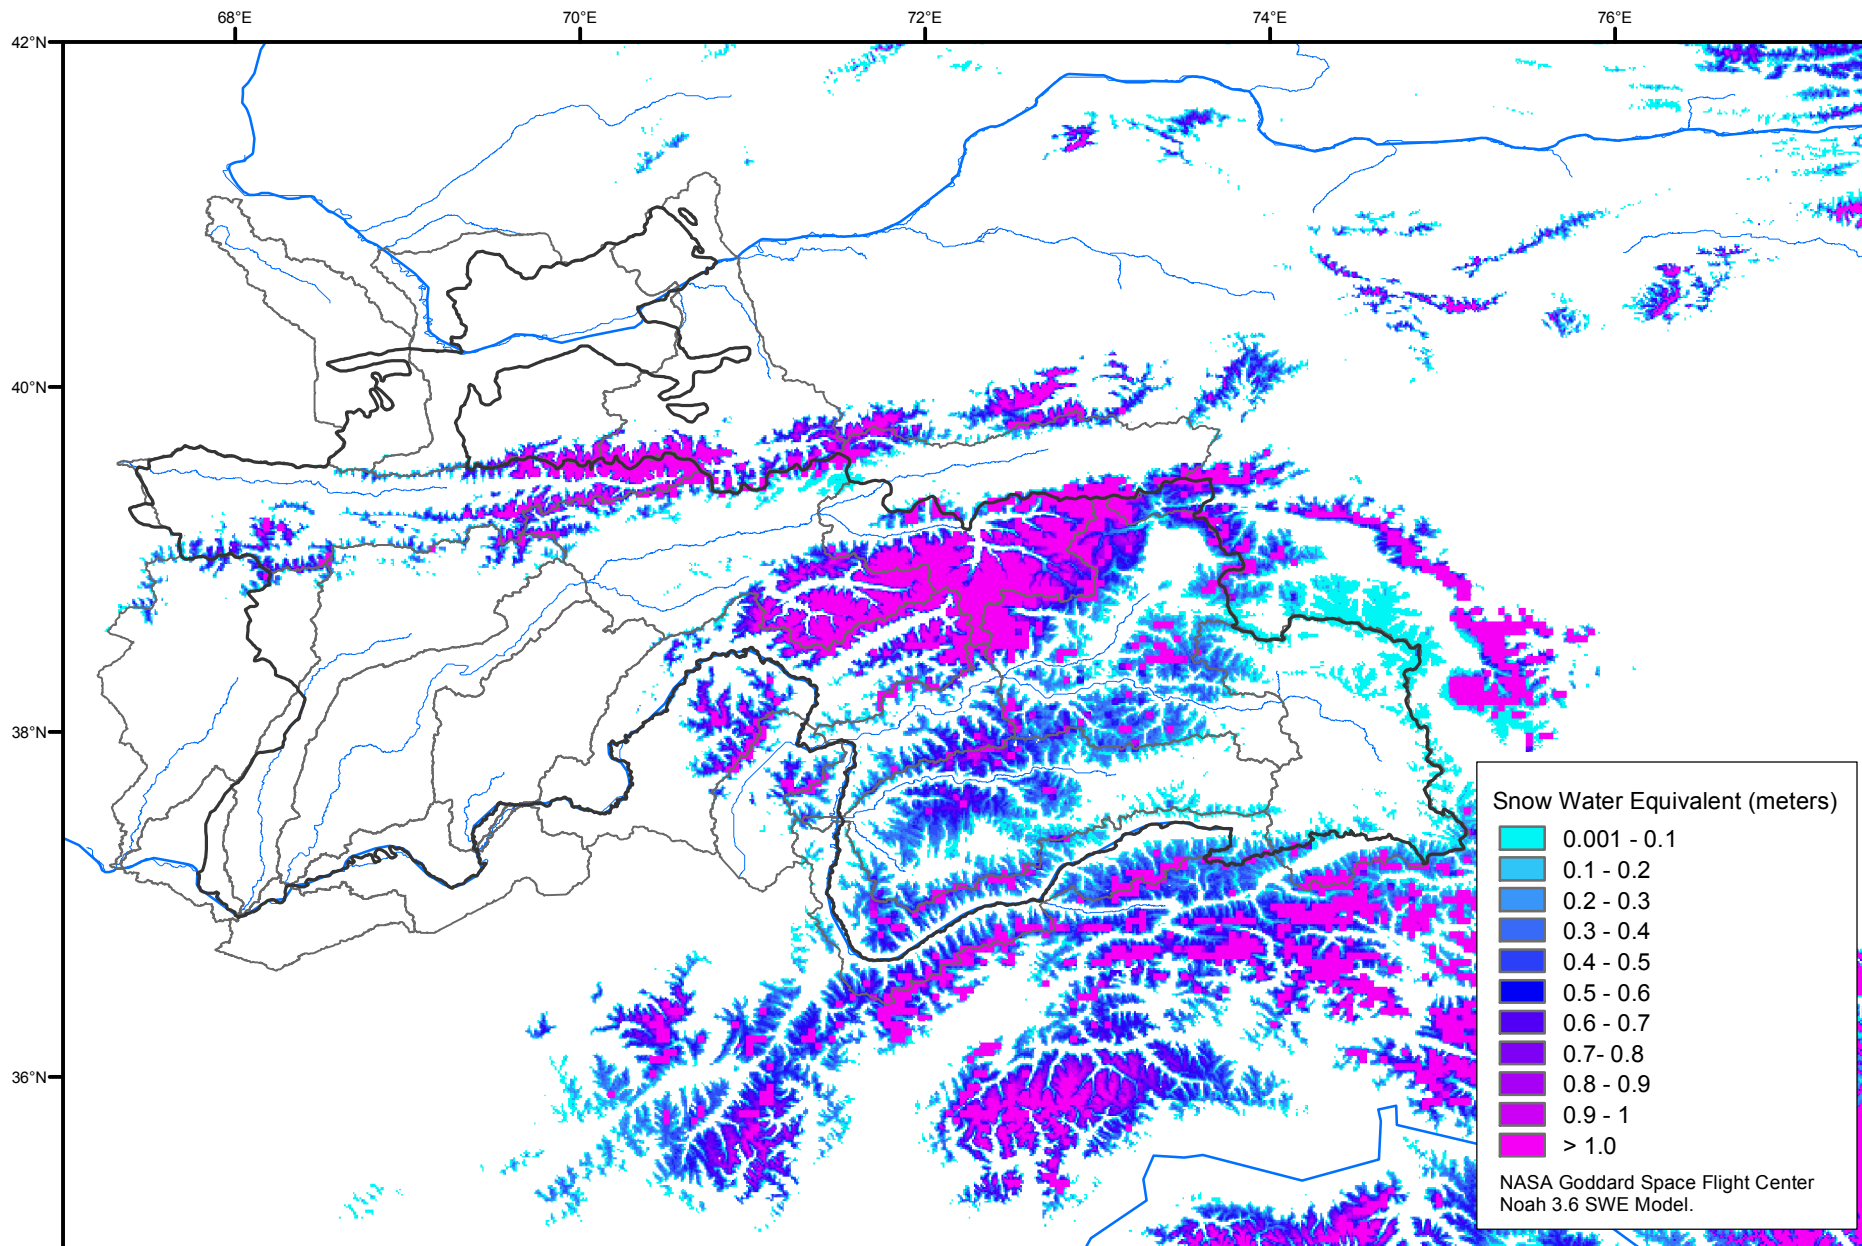 68°E 70°E 72°E 74°E 76°E
42°N
40°N
38°N
36°N
Snow Water Equivalent (meters)
0.001 - 0.1
0.1 - 0.2
0.2 - 0.3
0.3 - 0.4
0.4 - 0.5
0.5 - 0.6
0.6 - 0.7
0.7- 0.8
0.8 - 0.9
0.9 - 1
> 1.0
NASA Goddard Space Flight Center
Noah 3.6 SWE Model.